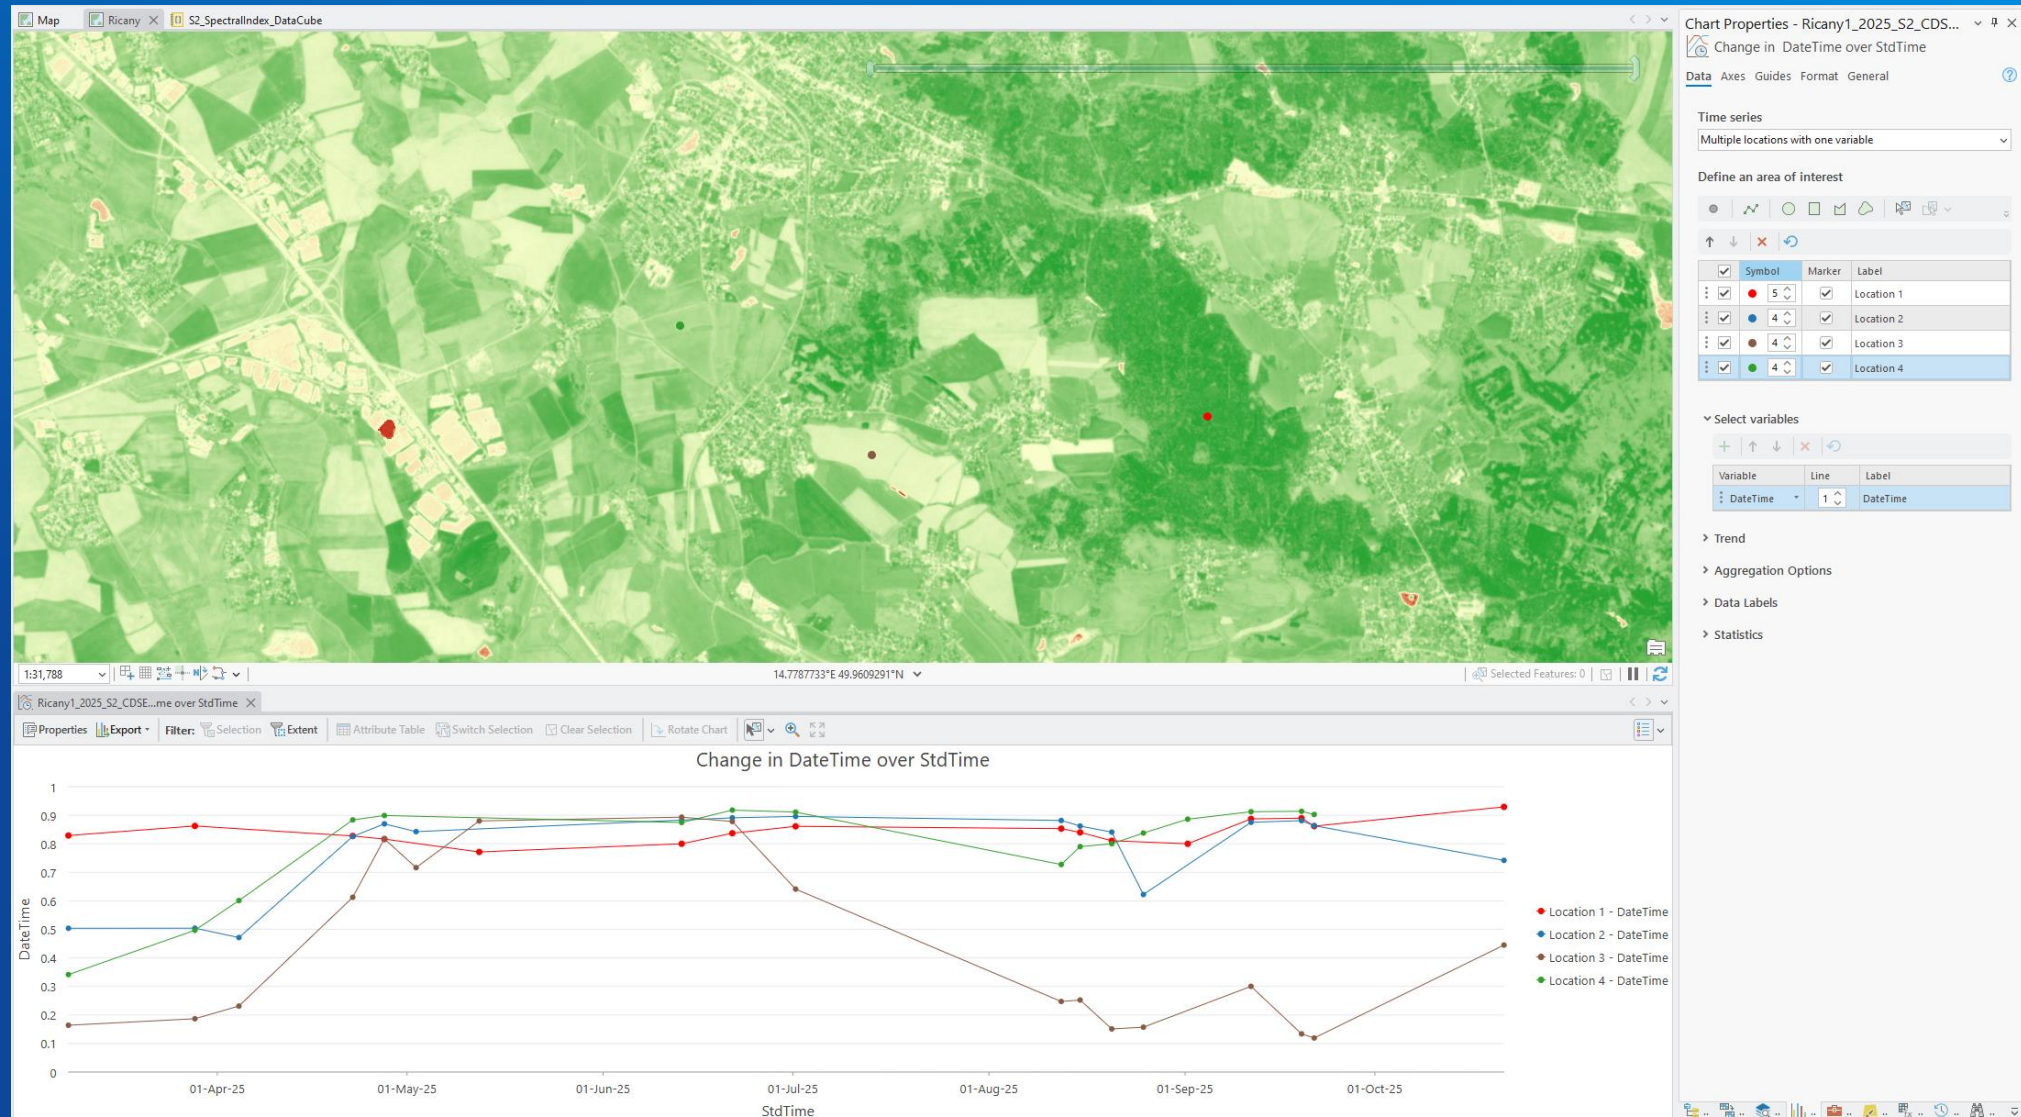 Map
Ricany
S2_SpectralIndex_DataCube
1:31,788
14.7787733°E 49.9609291°N
Selected Features: 0
Ricany1_2025_S2_CDSE...me over StdTime
Properties
Export
Filter:
Selection
Extent
Attribute Table
Switch Selection
Clear Selection
Rotate Chart
Change in DateTime over StdTime
DateTime
1
0.9
0.8
0.7
0.6
0.5
0.4
0.3
0.2
0.1
0
01-Apr-25
01-May-25
01-Jun-25
01-Jul-25
01-Aug-25
01-Sep-25
01-Oct-25
StdTime
Location 1 - DateTime
Location 2 - DateTime
Location 3 - DateTime
Location 4 - DateTime
Chart Properties - Ricany1_2025_S2_CDS...
Change in DateTime over StdTime
Data Axes Guides Format General
Time series
Multiple locations with one variable
Define an area of interest
Symbol Marker Label
5 Location 1
4 Location 2
4 Location 3
4 Location 4
Select variables
Variable Line Label
DateTime 1 DateTime
Trend
Aggregation Options
Data Labels
Statistics